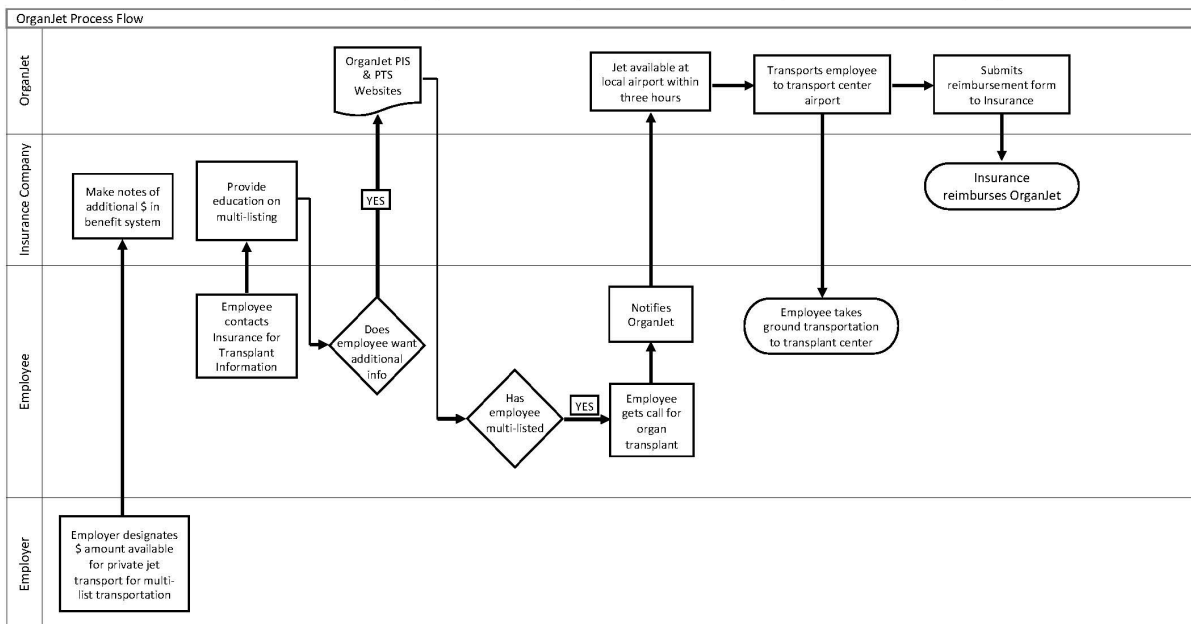 OrganJet Process Flow
OrganJet
OrganJet PIS
& PTS
Websites
Jet available at
local airport within
three hours
Transports employee
to transport center
airport
Submits
reimbursement form
to Insurance
Insurance Company
Make notes of
additional $ in
benefit system
Provide
education on
multi-listing
YES
Insurance
reimburses OrganJet
Employee
Employee
contacts
Insurance for
Transplant
Information
Does
employee want
additional
info
Has
employee
multi-listed
YES
Notifies
OrganJet
Employee
gets call for
organ
transplant
Employee takes
ground transportation
to transplant center
Employer
Employer designates
$ amount available
for private jet
transport for multi-
list transportation